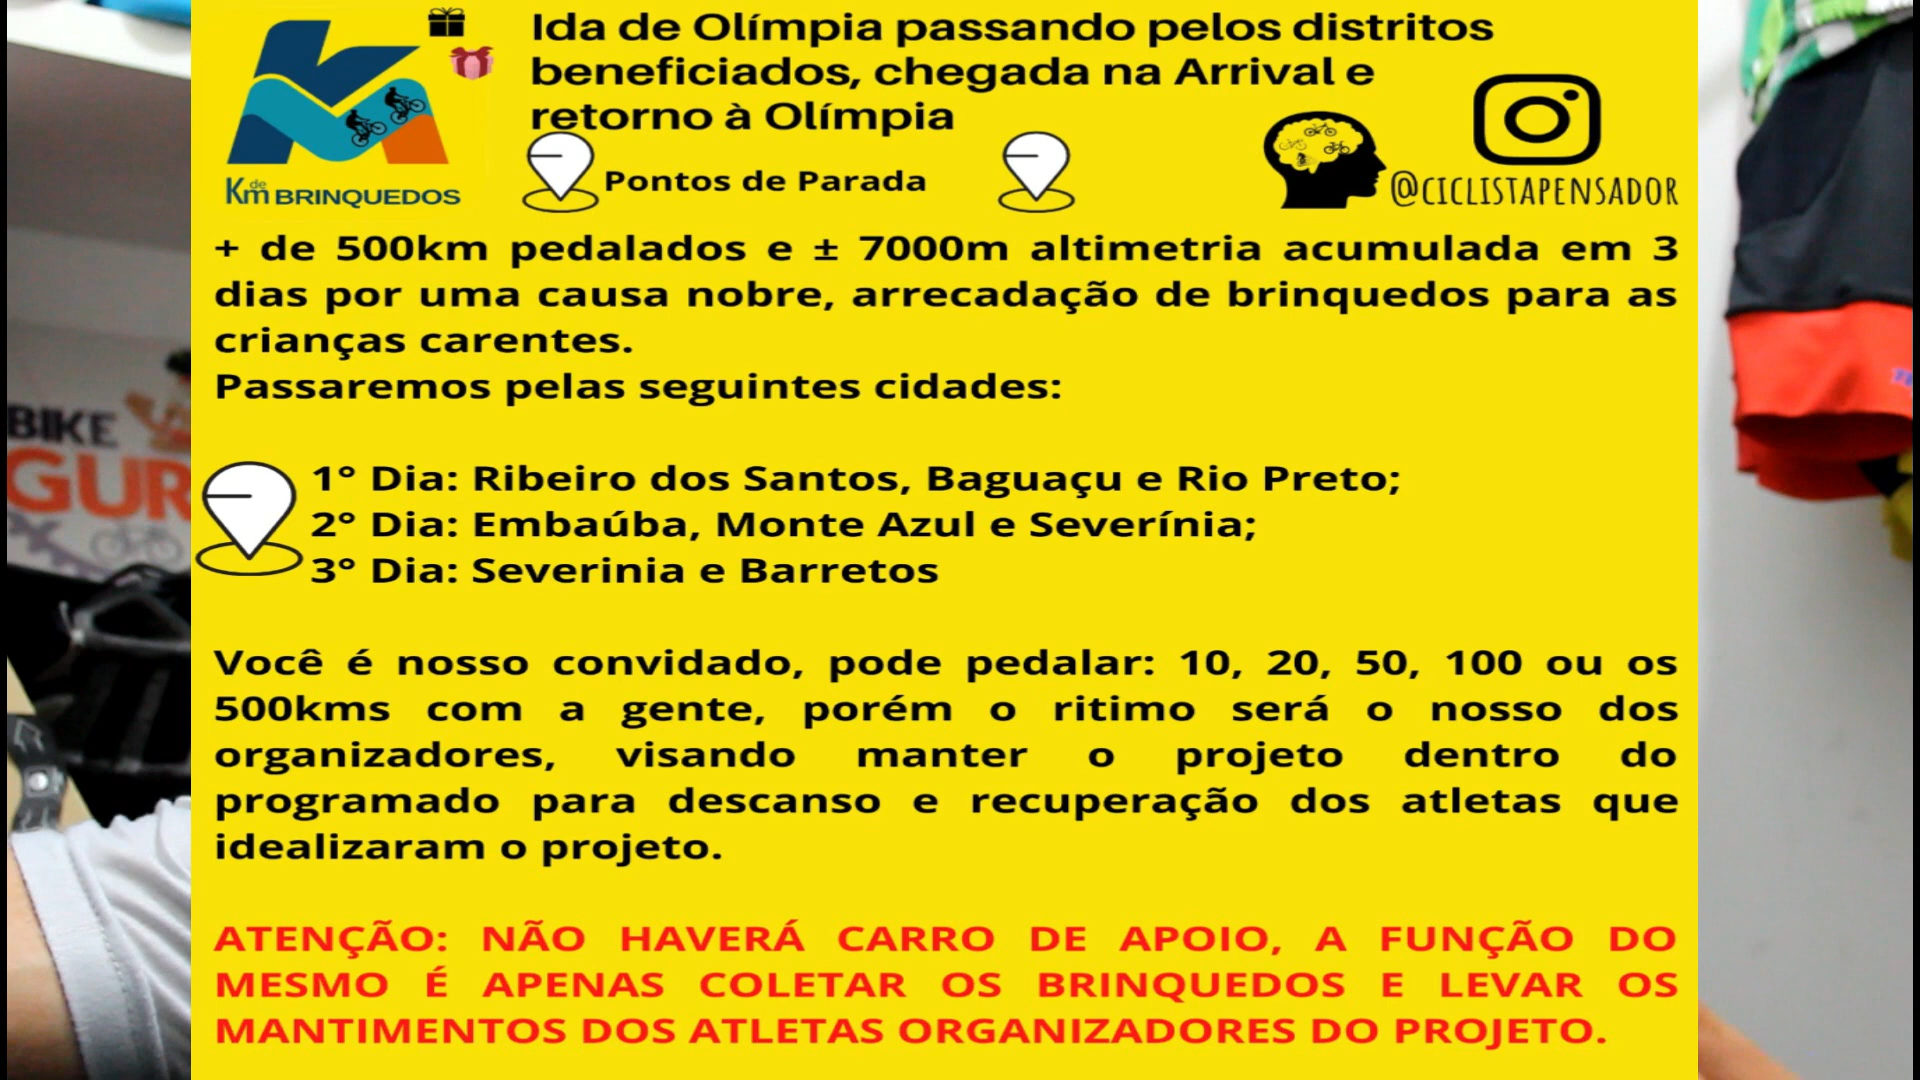 Ida de Olímpia passando pelos distritos
beneficiados, chegada na Arrival e
retorno à Olímpia
Pontos de Parada
@CICLISTAPENSADOR
Km de BRINQUEDOS
+ de 500km pedalados e ± 7000m altimetria acumulada em 3
dias por uma causa nobre, arrecadação de brinquedos para as
crianças carentes.
Passaremos pelas seguintes cidades:
1° Dia: Ribeiro dos Santos, Baguaçu e Rio Preto;
2° Dia: Embaúba, Monte Azul e Severínia;
3° Dia: Severinia e Barretos
BIKE
GUR
Você é nosso convidado, pode pedalar: 10, 20, 50, 100 ou os
500kms com a gente, porém o ritimo será o nosso dos
organizadores, visando manter o projeto dentro do
programado para descanso e recuperação dos atletas que
idealizaram o projeto.
ATENÇÃO: NÃO HAVERÁ CARRO DE APOIO, A FUNÇÃO DO
MESMO É APENAS COLETAR OS BRINQUEDOS E LEVAR OS
MANTIMENTOS DOS ATLETAS ORGANIZADORES DO PROJETO.